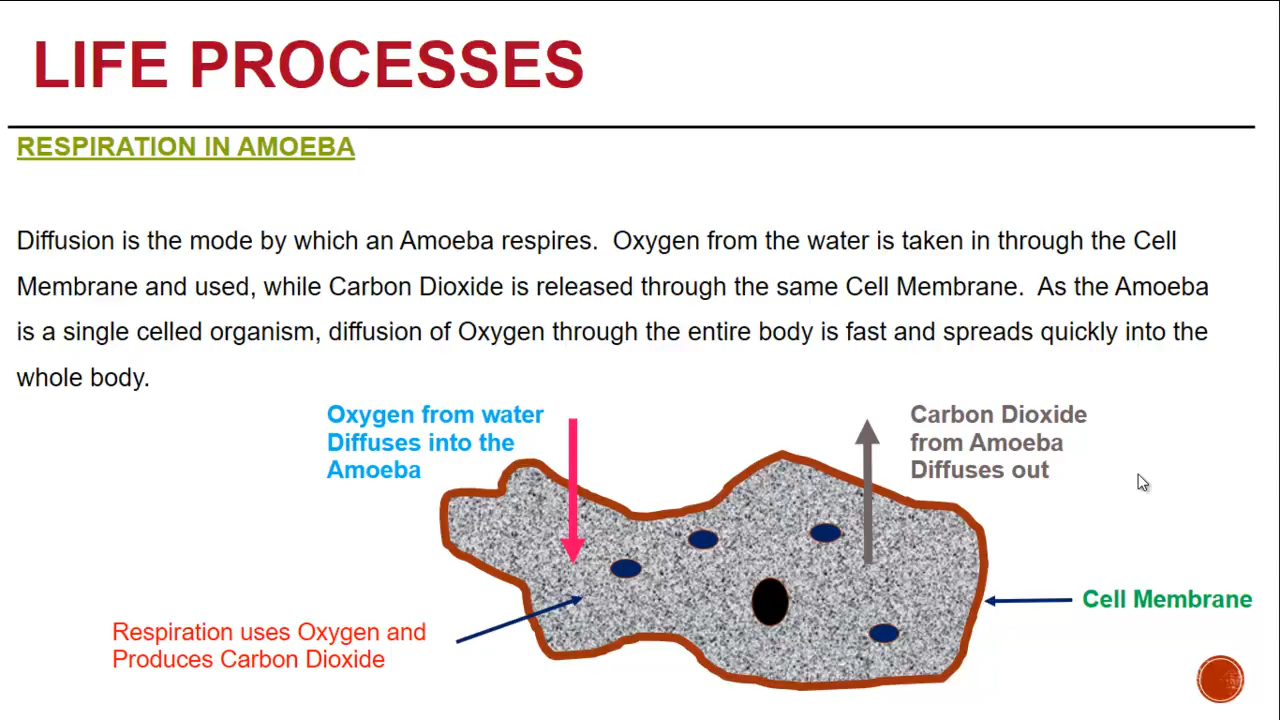 LIFE PROCESSES
RESPIRATION IN AMOEBA
Diffusion is the mode by which an Amoeba respires.  Oxygen from the water is taken in through the Cell
Membrane and used, while Carbon Dioxide is released through the same Cell Membrane.  As the Amoeba
is a single celled organism, diffusion of Oxygen through the entire body is fast and spreads quickly into the
whole body.
Oxygen from water
Diffuses into the
Amoeba
Carbon Dioxide
from Amoeba
Diffuses out
Cell Membrane
Respiration uses Oxygen and
Produces Carbon Dioxide